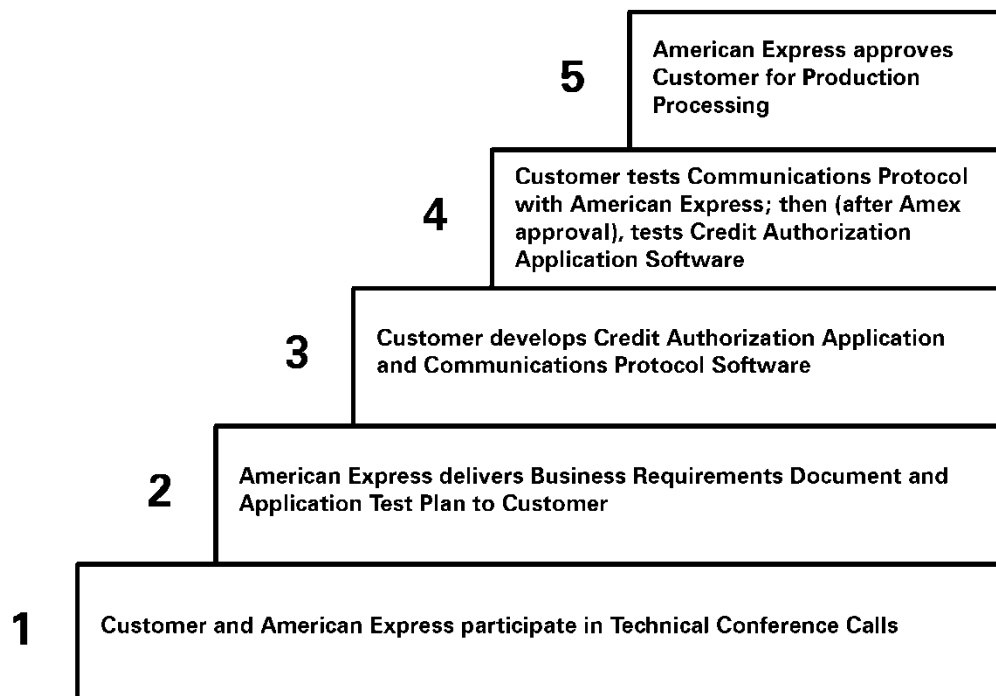 5
American Express approves
Customer for Production
Processing
4
Customer tests Communications Protocol
with American Express; then (after Amex
approval), tests Credit Authorization
Application Software
3
Customer develops Credit Authorization Application
and Communications Protocol Software
2
American Express delivers Business Requirements Document and
Application Test Plan to Customer
1
Customer and American Express participate in Technical Conference Calls